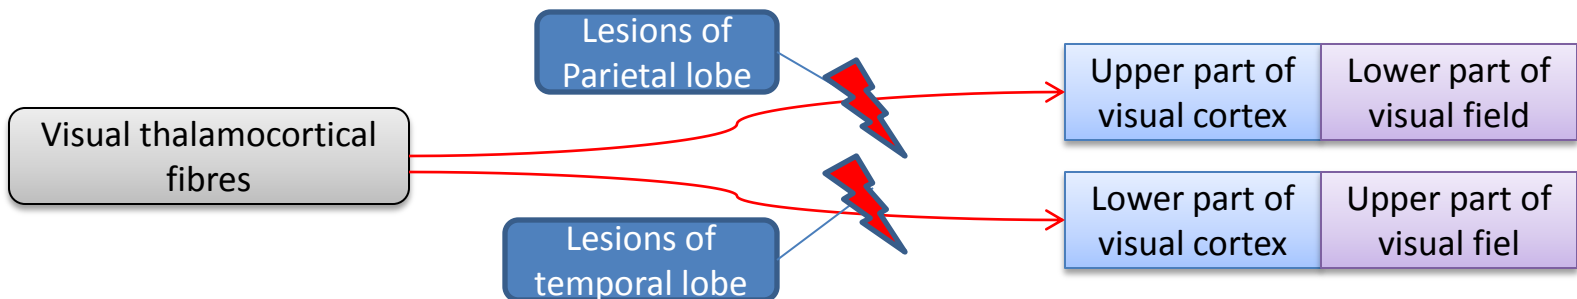 Lesions of
Parietal lobe
Upper part of
visual cortex
Lower part of
visual field
Visual thalamocortical
fibres
Lower part of
visual cortex
Upper part of
visual fiel
Lesions of
temporal lobe